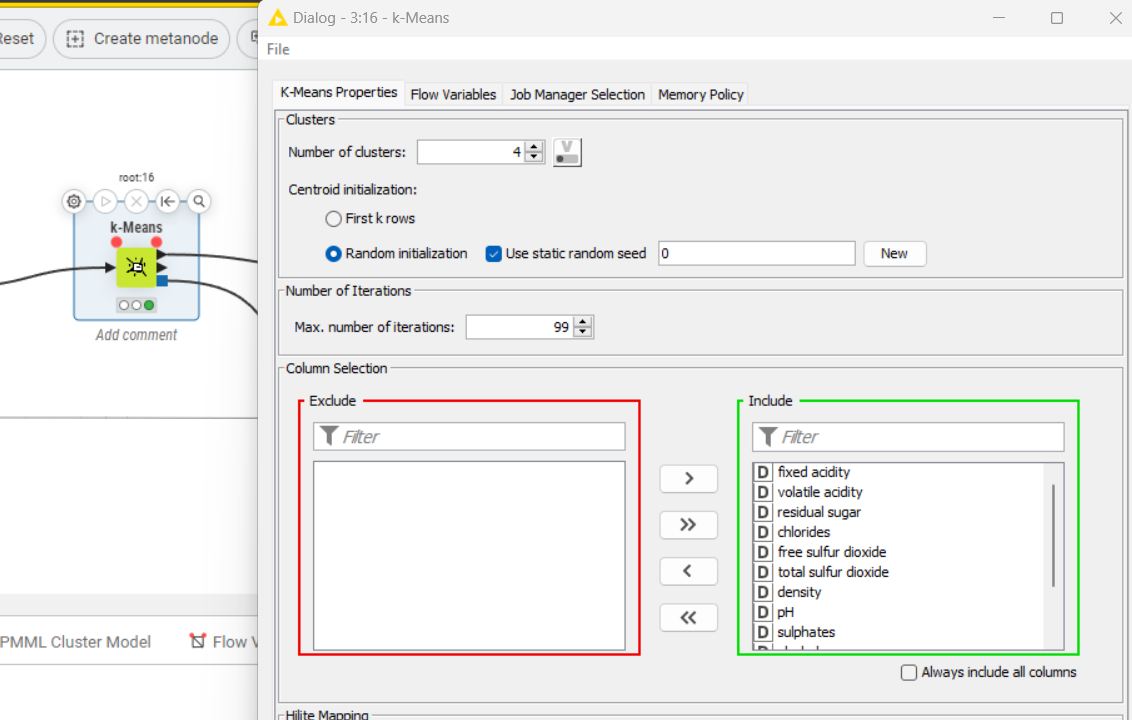 Reset
Create metanode
Dialog - 3:16 - k-Means
File
K-Means Properties
Flow Variables
Job Manager Selection
Memory Policy
Clusters
Number of clusters:
4
V
Centroid initialization:
First k rows
Random initialization
Use static random seed
0
New
Number of Iterations
Max. number of iterations:
99
Column Selection
Exclude
Filter
>
>>
<
<<
Include
Filter
D fixed acidity
D volatile acidity
D residual sugar
D chlorides
D free sulfur dioxide
D total sulfur dioxide
D density
D pH
D sulphates
Always include all columns
Hilite Mapping
root:16
k-Means
Add comment
PMML Cluster Model
Flow V